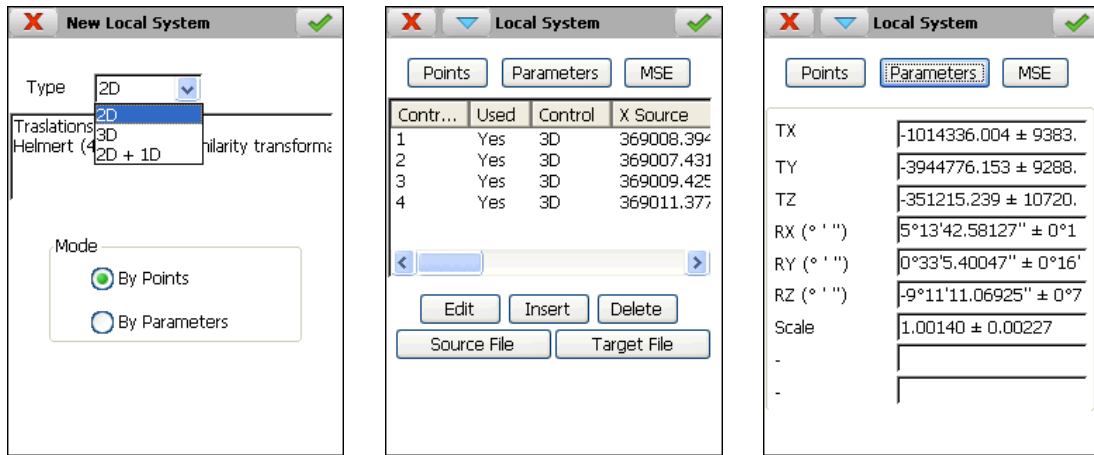 New Local System
Type 2D
2D
3D
2D + 1D
Traslations
Helmert (4 nilarity transforma
Mode
By Points
By Parameters
Local System
Points Parameters MSE
Contr... Used Control X Source
1 Yes 3D 369008.394
2 Yes 3D 369007.431
3 Yes 3D 369009.425
4 Yes 3D 369011.377
Edit Insert Delete
Source File Target File
Local System
Points Parameters MSE
TX -1014336.004 ± 9383.
TY -3944776.153 ± 9288.
TZ -351215.239 ± 10720.
RX (° ' ") 5°13'42.58127" ± 0°1
RY (° ' ") 0°33'5.40047" ± 0°16'
RZ (° ' ") -9°11'11.06925" ± 0°7
Scale 1.00140 ± 0.00227
-
-